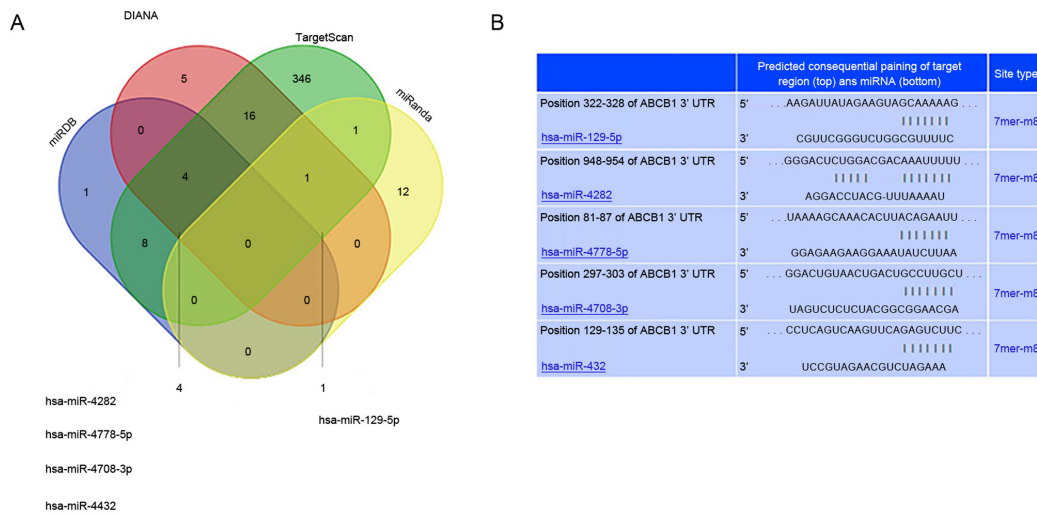 A
DIANA
TargetScan
miRDB
miRanda
5
346
0
16
1
1
4
1
12
8
0
0
0
0
0
4
1
hsa-miR-4282
hsa-miR-129-5p
hsa-miR-4778-5p
hsa-miR-4708-3p
hsa-miR-4432
B
Predicted consequential paining of target
region (top) ans miRNA (bottom)
Site type
Position 322-328 of ABCB1 3' UTR 5' ...AAGAUUAUAGAAGUAGCAAAAAG...
7mer-m8
hsa-miR-129-5p 3' CGUUCGGGUCUGGCGUUUUC
Position 948-954 of ABCB1 3' UTR 5' ...GGGACUCUGGACGACAAAUUUUU...
7mer-m8
hsa-miR-4282 3' AGGACCUACG-UUUAAAAU
Position 81-87 of ABCB1 3' UTR 5' ...UAAAAGCAAACACUUACAGAAUU...
7mer-m8
hsa-miR-4778-5p 3' GGAGAAGAAGGAAAUAUCUUAA
Position 297-303 of ABCB1 3' UTR 5' ...GGACUGUAACUGACUGCCUUGCU...
7mer-m8
hsa-miR-4708-3p 3' UAGUCUCUCUACGGCGGAACGA
Position 129-135 of ABCB1 3' UTR 5' ...CCUCAGUCAAGUUCAGAGUCUUC...
7mer-m8
hsa-miR-432 3' UCCGUAGAACGUCUAGAAA